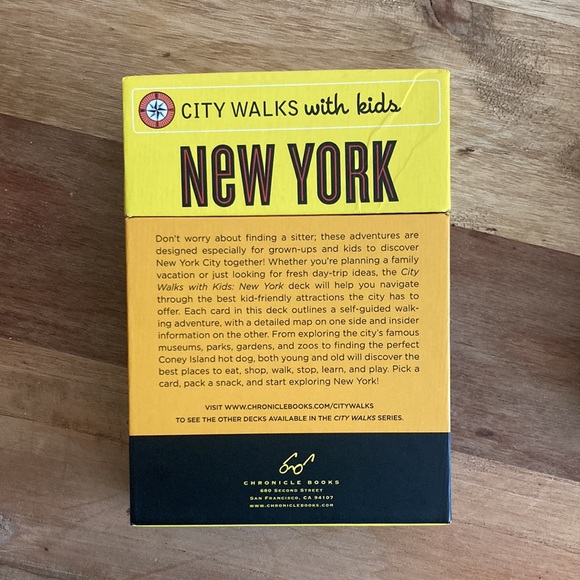 CITY WALKS with kids
NEW YORK
Don't worry about finding a sitter; these adventures are
designed especially for grown-ups and kids to discover
New York City together! Whether you're planning a family
vacation or just looking for fresh day-trip ideas, the City
Walks with Kids: New York deck will help you navigate
through the best kid-friendly attractions the city has to
offer. Each card in this deck outlines a self-guided walk-
ing adventure, with a detailed map on one side and insider
information on the other. From exploring the city's famous
museums, parks, gardens, and zoos to finding the perfect
Coney Island hot dog, both young and old will discover the
best places to eat, shop, walk, stop, learn, and play. Pick a
card, pack a snack, and start exploring New York!
VISIT WWW.CHRONICLEBOOKS.COM/CITYWALKS
TO SEE THE OTHER DECKS AVAILABLE IN THE CITY WALKS SERIES.
CHRONICLE BOOKS
680 SECOND STREET
SAN FRANCISCO, CA 94107
WWW.CHRONICLEBOOKS.COM